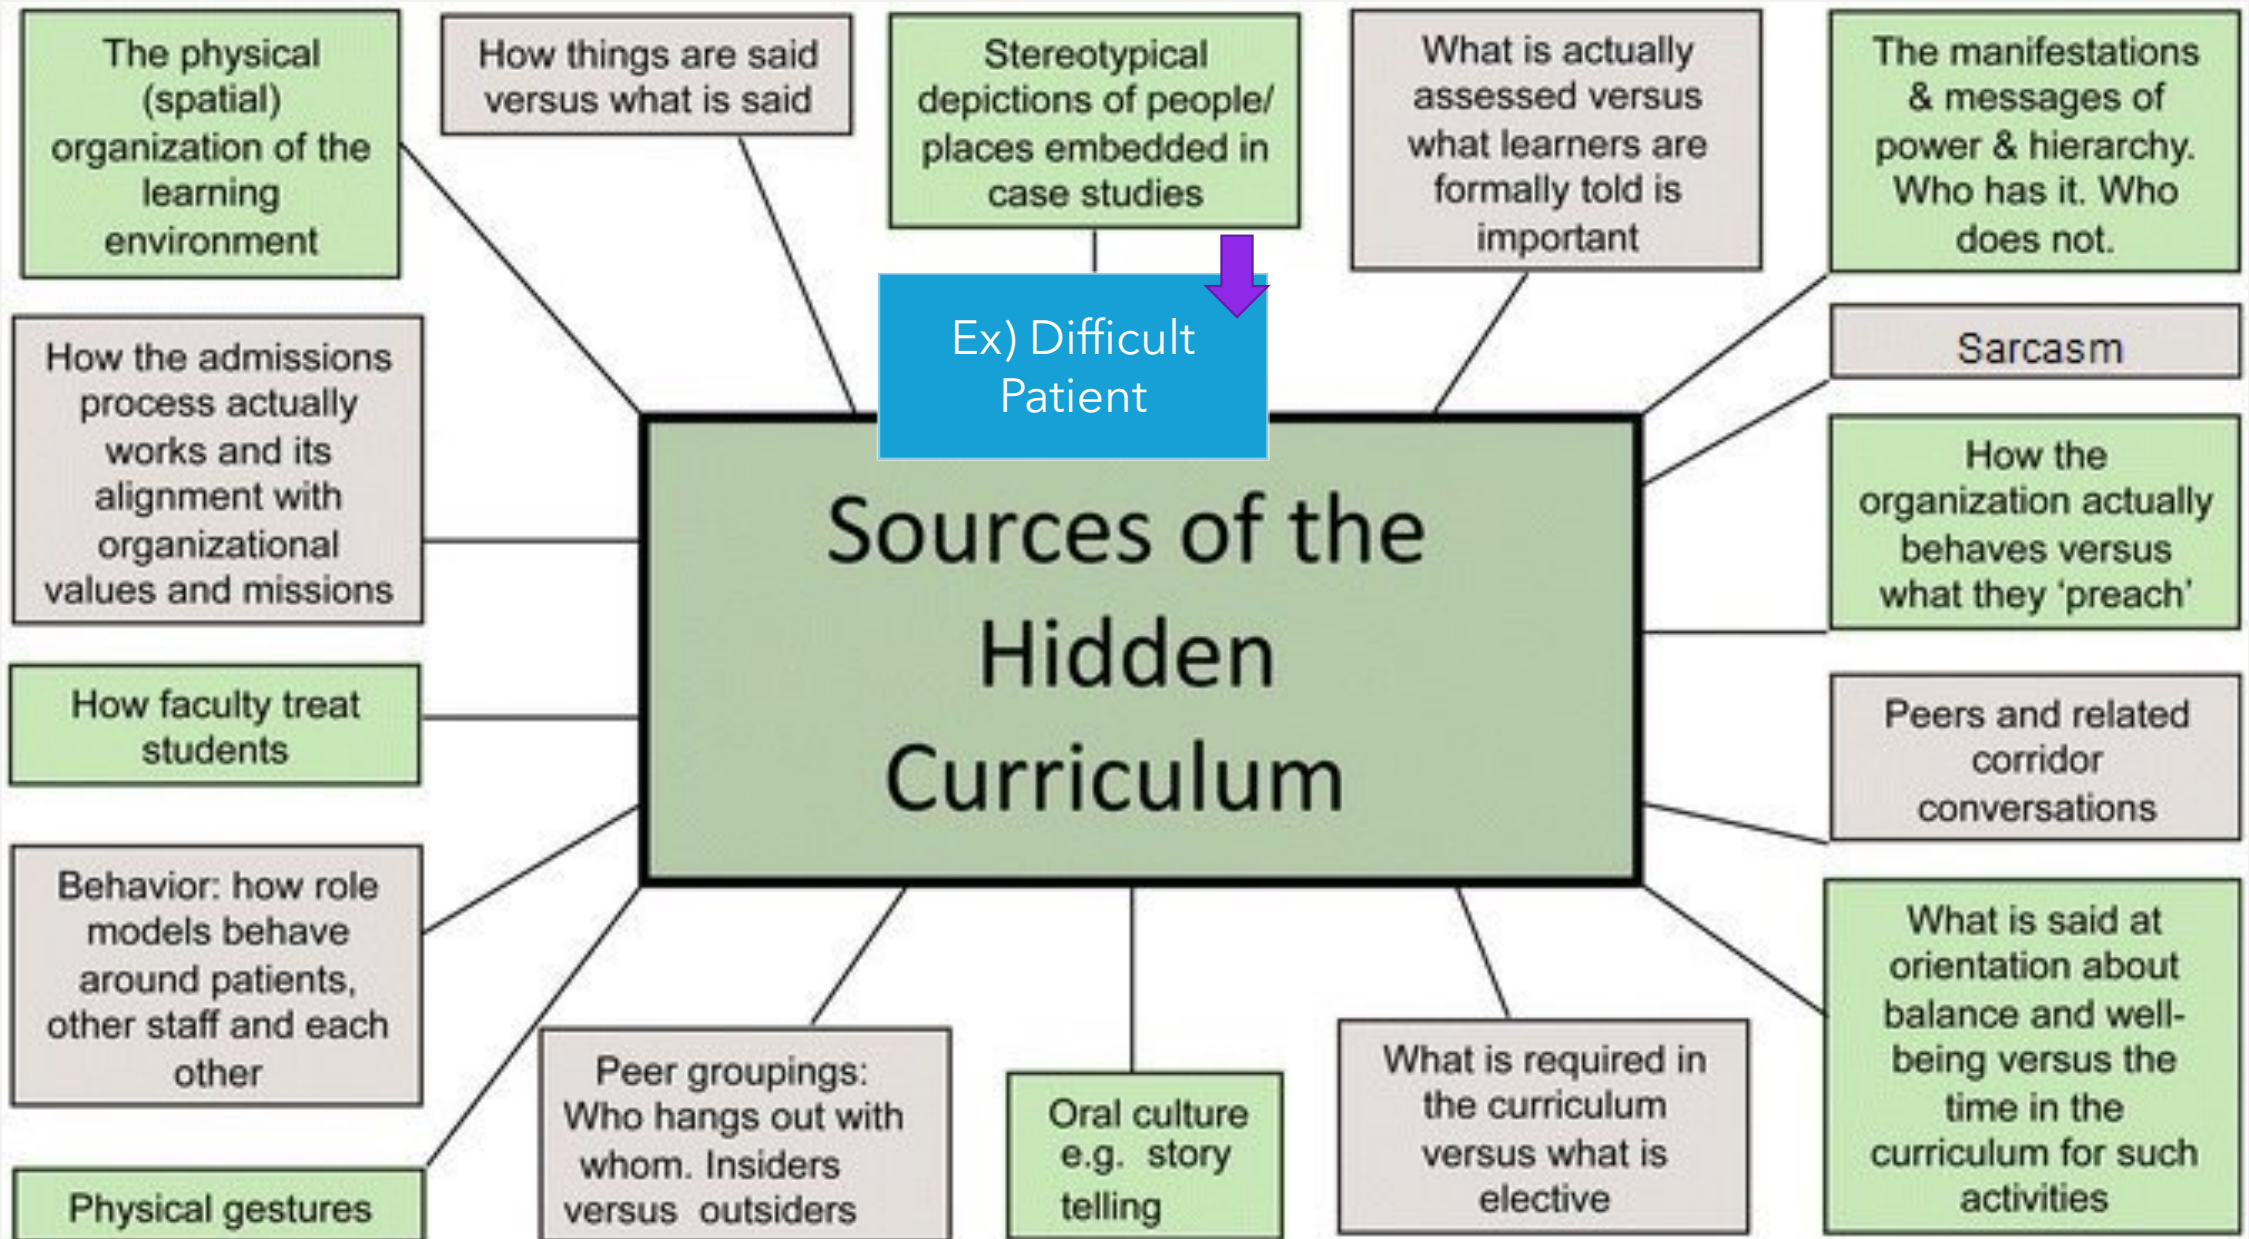 The physical
(spatial)
organization of the
learning
environment
How things are said
versus what is said
Stereotypical
depictions of people/
places embedded in
case studies
What is actually
assessed versus
what learners are
formally told is
important
The manifestations
& messages of
power & hierarchy.
Who has it. Who
does not.
Ex) Difficult
Patient
Sarcasm
How the admissions
process actually
works and its
alignment with
organizational
values and missions
How the
organization actually
behaves versus
what they ‘preach’
Sources of the
Hidden
Curriculum
How faculty treat
students
Peers and related
corridor
conversations
Behavior: how role
models behave
around patients,
other staff and each
other
What is said at
orientation about
balance and well-
being versus the
time in the
curriculum for such
activities
Physical gestures
Peer groupings:
Who hangs out with
whom. Insiders
versus outsiders
Oral culture
e.g. story
telling
What is required in
the curriculum
versus what is
elective